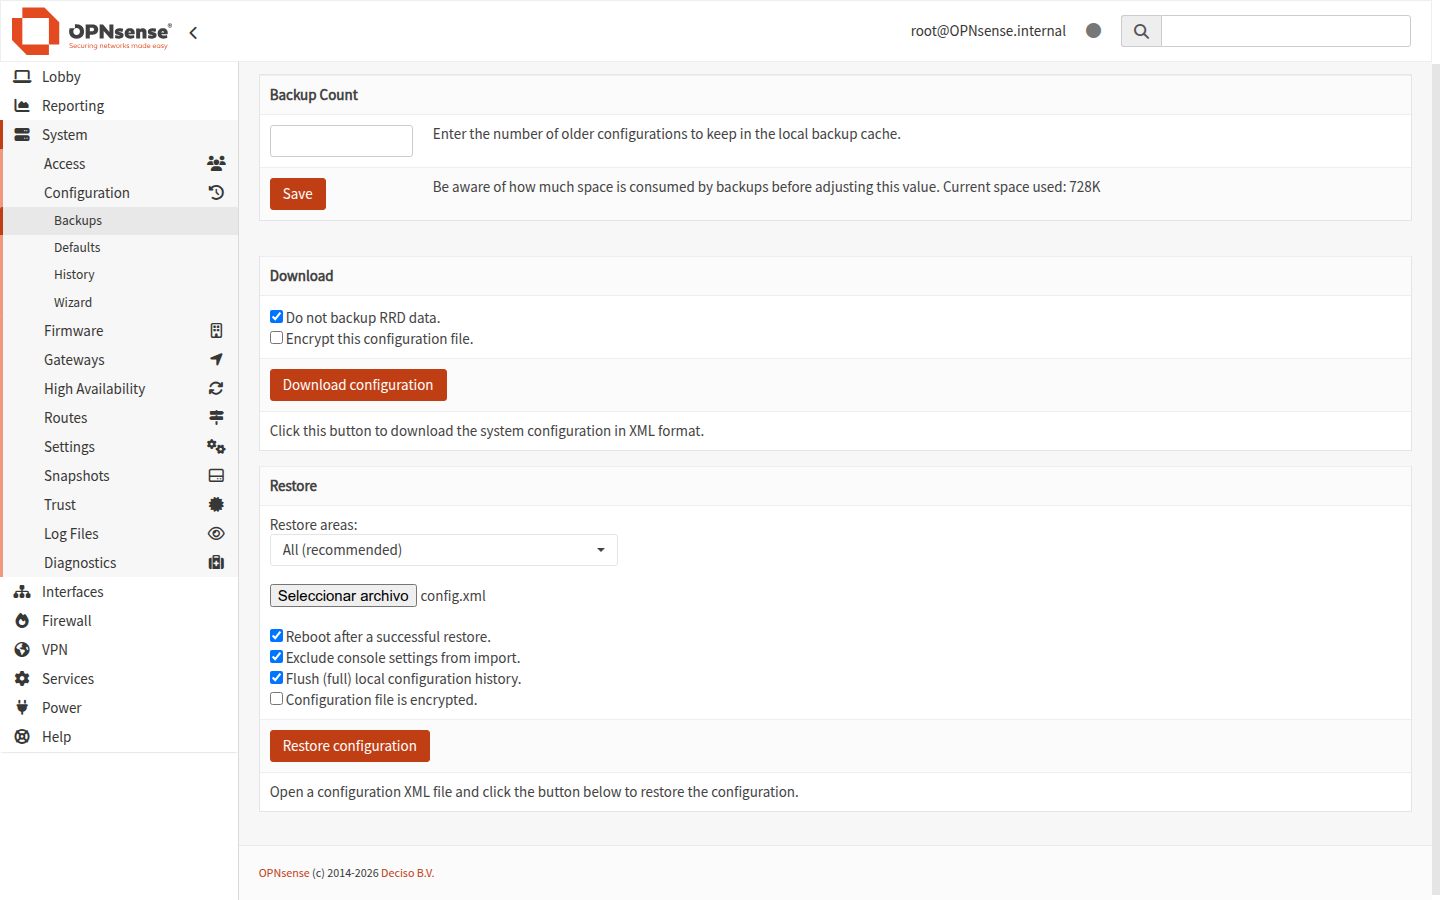 OPNsense®
Securing networks made easy
root@OPNsense.internal
Lobby
Reporting
System
Access
Configuration
Backups
Defaults
History
Wizard
Firmware
Gateways
High Availability
Routes
Settings
Snapshots
Trust
Log Files
Diagnostics
Interfaces
Firewall
VPN
Services
Power
Help
Backup Count
Enter the number of older configurations to keep in the local backup cache.
Save
Be aware of how much space is consumed by backups before adjusting this value. Current space used: 728K
Download
Do not backup RRD data.
Encrypt this configuration file.
Download configuration
Click this button to download the system configuration in XML format.
Restore
Restore areas:
All (recommended)
Seleccionar archivo config.xml
Reboot after a successful restore.
Exclude console settings from import.
Flush (full) local configuration history.
Configuration file is encrypted.
Restore configuration
Open a configuration XML file and click the button below to restore the configuration.
OPNsense (c) 2014-2026 Deciso B.V.